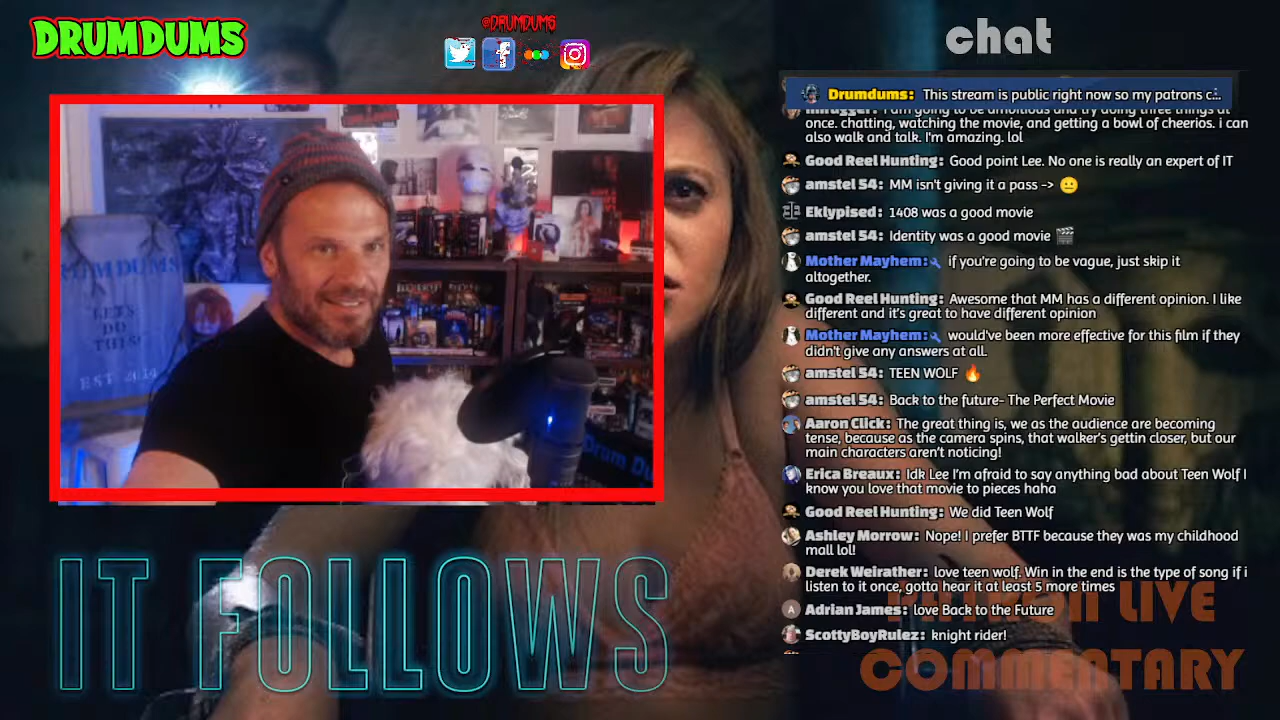 DRUMDUMS
@DRUMDUMS
chat
Drumdums: This stream is public right now so my patrons c...
once. chatting, watching the movie, and getting a bowl of cheerios. i can
also walk and talk. I'm amazing. lol
Good Reel Hunting: Good point Lee. No one is really an expert of IT
amstel 54: MM isn't giving it a pass -> 😐
Eklypised: 1408 was a good movie
amstel 54: Identity was a good movie 🎬
Mother Mayhem: if you're going to be vague, just skip it
altogether.
Good Reel Hunting: Awesome that MM has a different opinion. I like
different and it's great to have different opinion
Mother Mayhem: would've been more effective for this film if they
didn't give any answers at all.
amstel 54: TEEN WOLF 🔥
amstel 54: Back to the future- The Perfect Movie
Aaron Click: The great thing is, we as the audience are becoming
tense, because as the camera spins, that walker's gettin closer, but our
main characters aren't noticing!
Erica Breaux: Idk Lee I'm afraid to say anything bad about Teen Wolf I
know you love that movie to pieces haha
Good Reel Hunting: We did Teen Wolf
Ashley Morrow: Nope! I prefer BTTF because they was my childhood
mall lol!
Derek Weirather: love teen wolf. Win in the end is the type of song if i
listen to it once, gotta hear it at least 5 more times
A Adrian James: love Back to the Future
ScottyBoyRulez: knight rider!
DRUM DUMS
LET'S
DO
THIS!
EST. 2014
IT FOLLOWS
PATREON LIVE
COMMENTARY